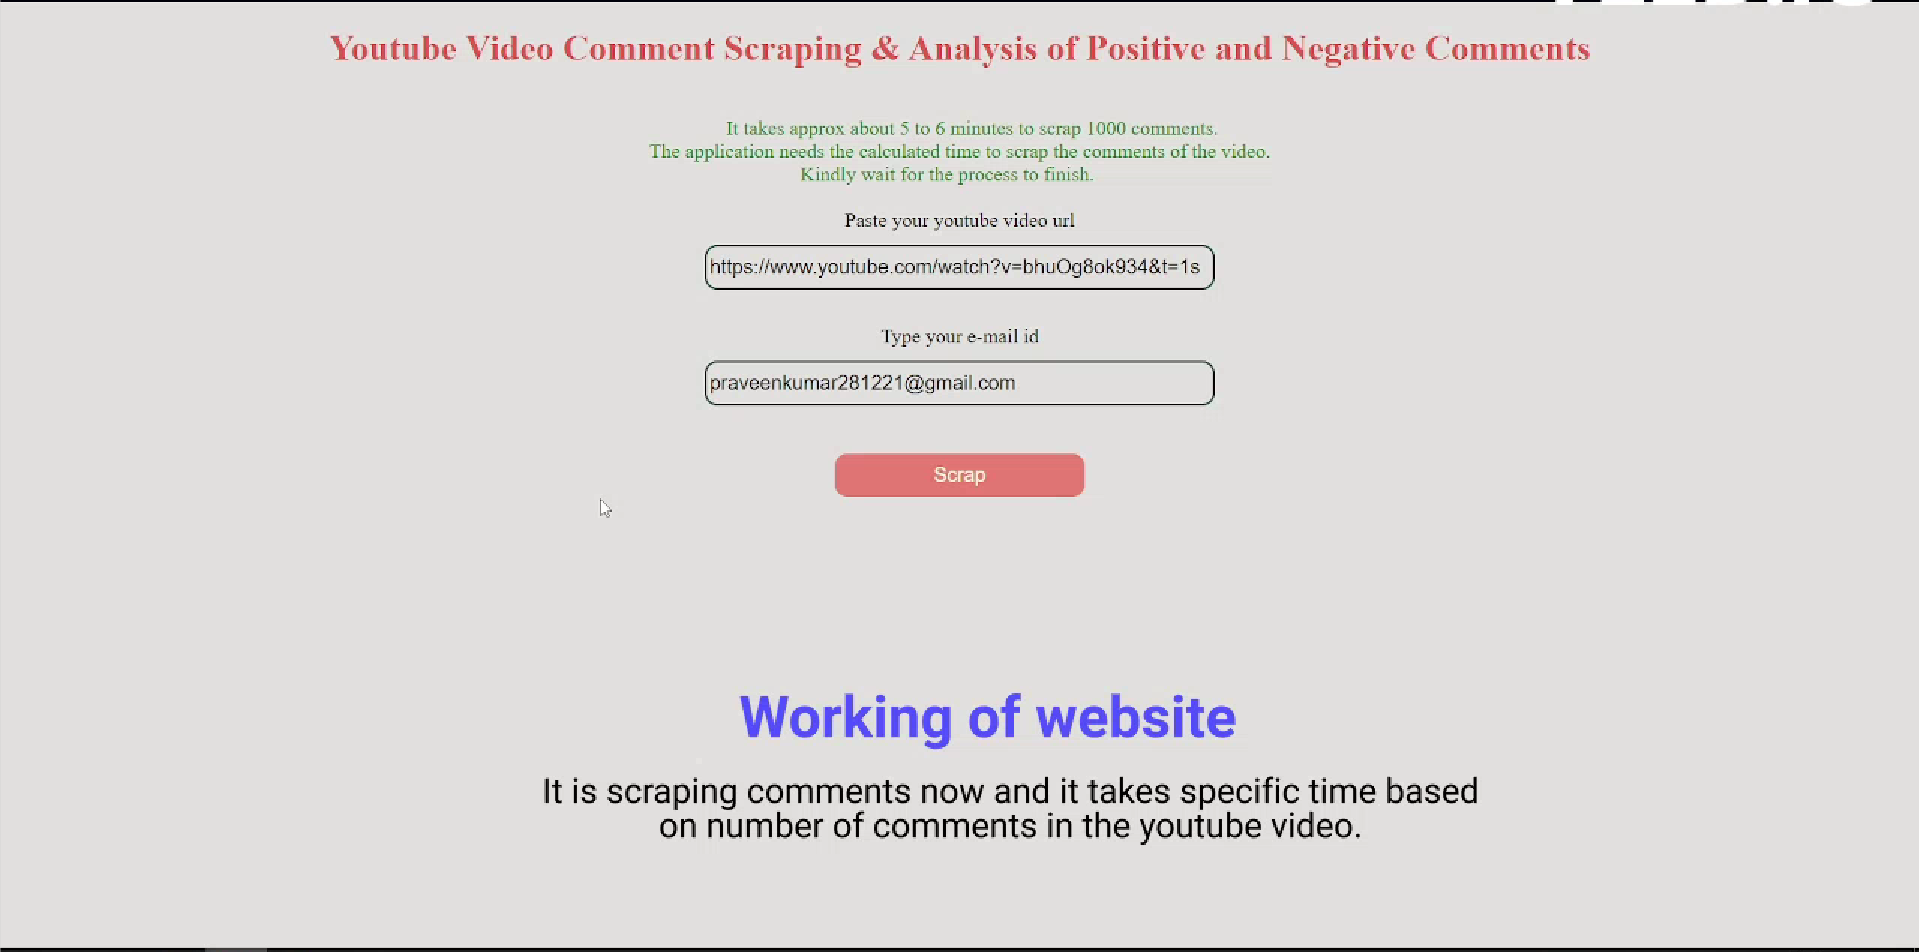 Youtube Video Comment Scraping & Analysis of Positive and Negative Comments
It takes approx about 5 to 6 minutes to scrap 1000 comments.
The application needs the calculated time to scrap the comments of the video.
Kindly wait for the process to finish.
Paste your youtube video url
https://www.youtube.com/watch?v=bhuOg8ok934&t=1s
Type your e-mail id
praveenkumar281221@gmail.com
Scrap
Working of website
It is scraping comments now and it takes specific time based
on number of comments in the youtube video.